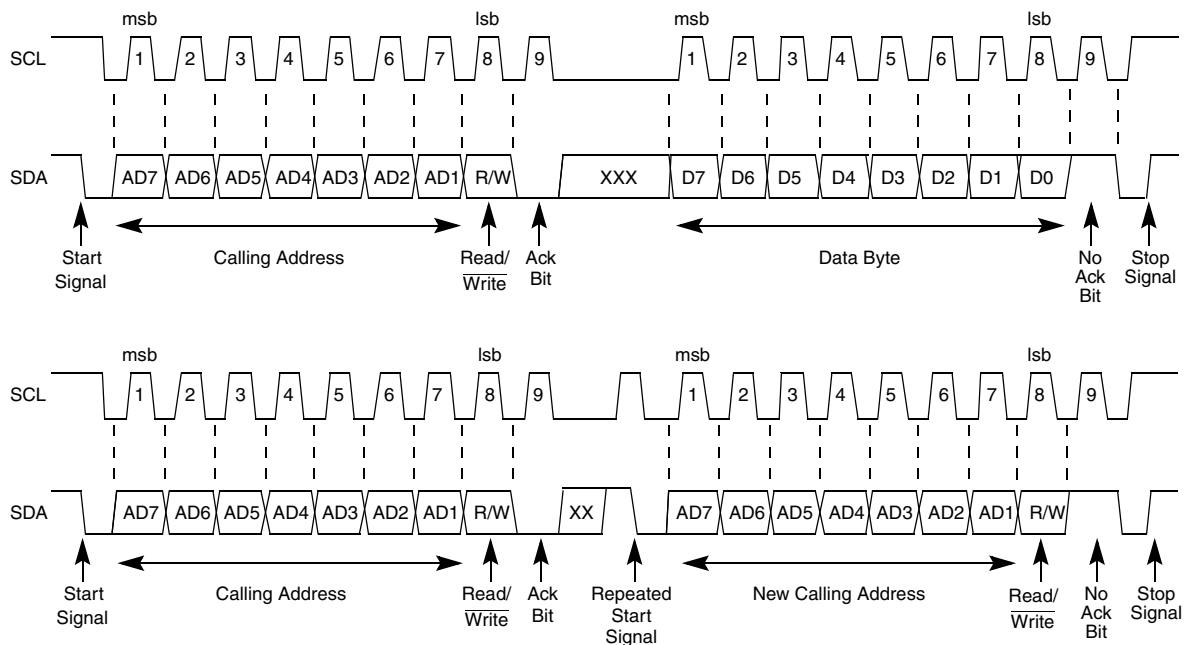 msb lsb msb lsb
SCL 1 2 3 4 5 6 7 8 9 1 2 3 4 5 6 7 8 9
SDA AD7 AD6 AD5 AD4 AD3 AD2 AD1 R/W XXX D7 D6 D5 D4 D3 D2 D1 D0
Start Signal
Calling Address
Read/
Write
Ack
Bit
Data Byte
No
Ack
Bit
Stop
Signal
msb lsb msb lsb
SCL 1 2 3 4 5 6 7 8 9 1 2 3 4 5 6 7 8 9
SDA AD7 AD6 AD5 AD4 AD3 AD2 AD1 R/W XX AD7 AD6 AD5 AD4 AD3 AD2 AD1 R/W
Start
Signal
Calling Address
Read/
Write
Ack
Bit
Repeated
Start
Signal
New Calling Address
Read/
Write
No
Ack
Bit
Stop
Signal